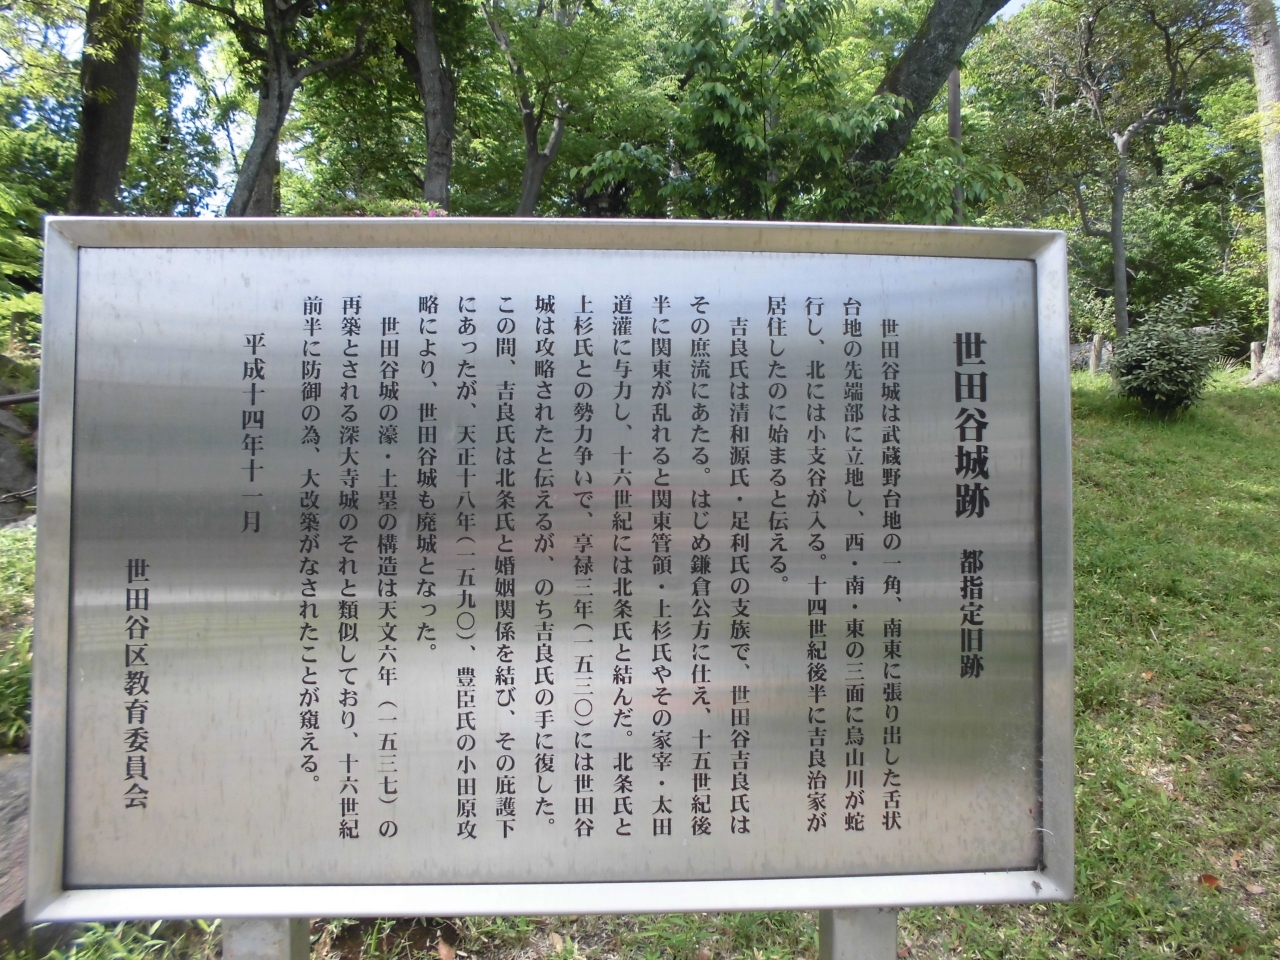 世田谷城跡　都指定旧跡
世田谷城は武蔵野台地の一角、南東に張り出した舌状
台地の先端部に立地し、西・南・東の三面に烏山川が蛇
行し、北には小支谷が入る。十四世紀後半に吉良治家が
居住したのに始まると伝える。
吉良氏は清和源氏・足利氏の支族で、世田谷吉良氏は
その庶流にあたる。はじめ鎌倉公方に仕え、十五世紀後
半に関東が乱れると関東管領・上杉氏やその家宰・太田
道灌に与力し、十六世紀には北条氏と結んだ。北条氏と
上杉氏との勢力争いで、享禄三年（一五三〇）には世田谷
城は攻略されたと伝えるが、のち吉良氏の手に復した。
この間、吉良氏は北条氏と婚姻関係を結び、その庇護下
にあったが、天正十八年（一五九〇）、豊臣氏の小田原攻
略により、世田谷城も廃城となった。
世田谷城の濠・土塁の構造は天文六年（一五三七）の
再築とされる深大寺城のそれと類似しており、十六世紀
前半に防御の為、大改築がなされたことが窺える。
平成十四年十一月
世田谷区教育委員会